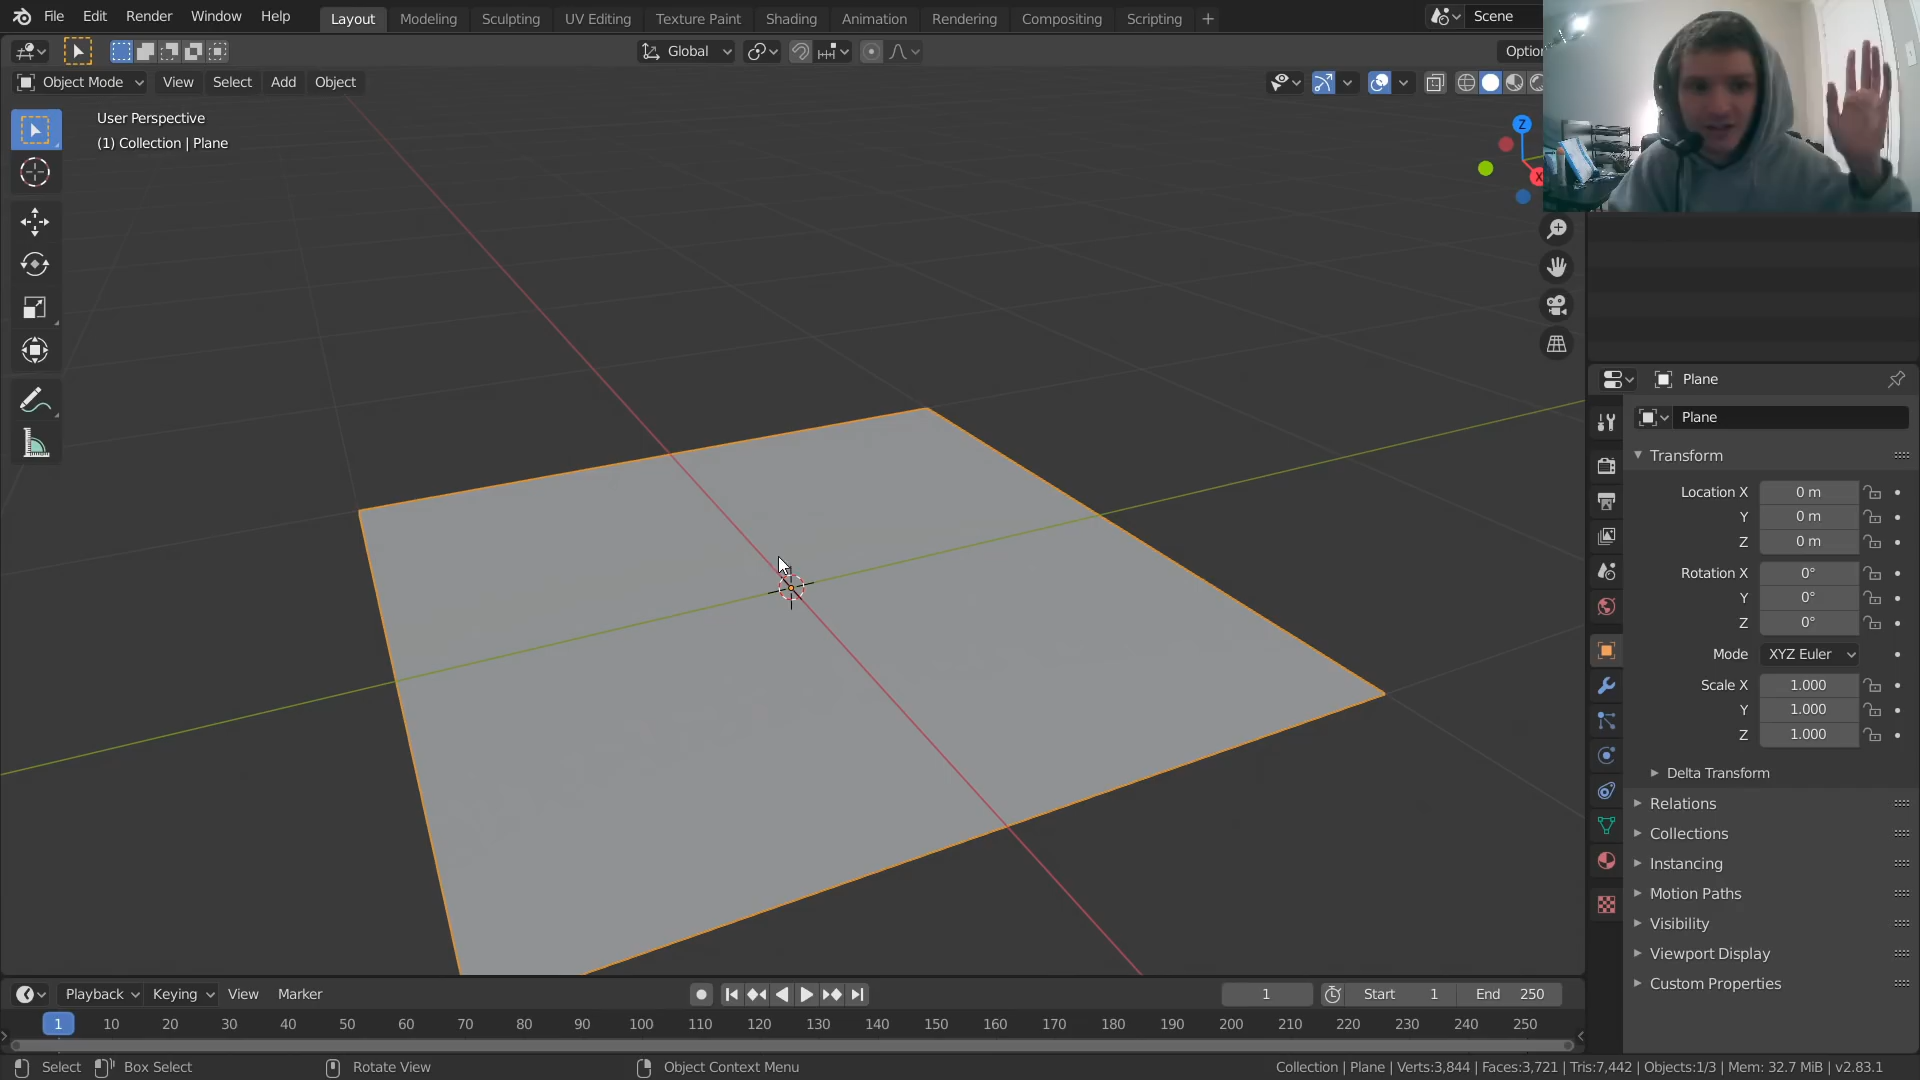 File Edit Render Window Help Layout Modeling Sculpting UV Editing Texture Paint Shading Animation Rendering Compositing Scripting + Scene
Global
Object Mode View Select Add Object
User Perspective
(1) Collection | Plane
Z
X
Plane
Plane
Transform
Location X 0 m
Y 0 m
Z 0 m
Rotation X 0°
Y 0°
Z 0°
Mode XYZ Euler
Scale X 1.000
Y 1.000
Z 1.000
Delta Transform
Relations
Collections
Instancing
Motion Paths
Visibility
Viewport Display
Custom Properties
Playback Keying View Marker 1 Start 1 End 250
1 10 20 30 40 50 60 70 80 90 100 110 120 130 140 150 160 170 180 190 200 210 220 230 240 250
Select Box Select Rotate View Object Context Menu Collection | Plane | Verts:3,844 | Faces:3,721 | Tris:7,442 | Objects:1/3 | Mem: 32.7 MiB | v2.83.1